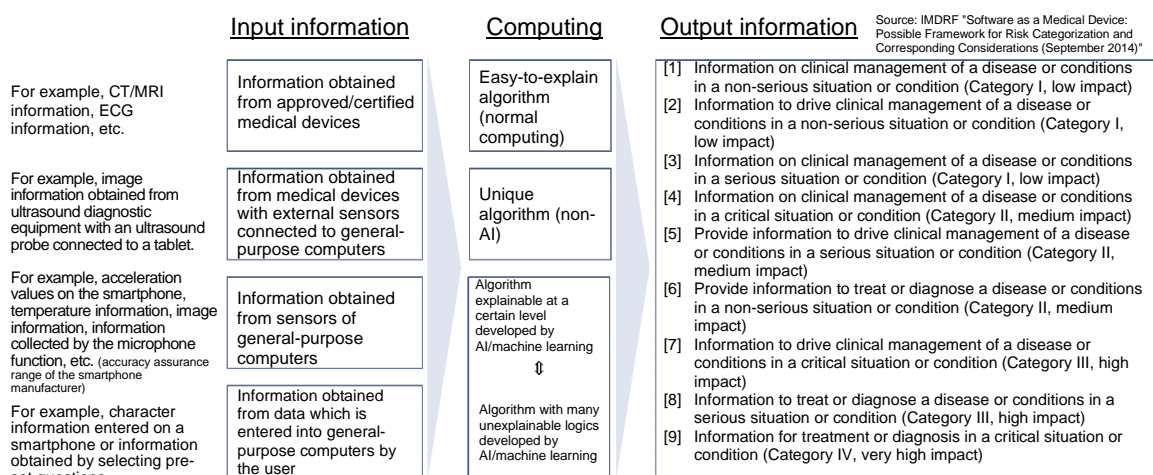 Input information
Computing
Output information
Source: IMDRF "Software as a Medical Device:
Possible Framework for Risk Categorization and
Corresponding Considerations (September 2014)"
For example, CT/MRI
information, ECG
information, etc.
For example, image
information obtained from
ultrasound diagnostic
equipment with an ultrasound
probe connected to a tablet.
For example, acceleration
values on the smartphone,
temperature information, image
information, information
collected by the microphone
function, etc. (accuracy assurance
range of the smartphone
manufacturer)
For example, character
information entered on a
smartphone or information
obtained by selecting pre-
Information obtained
from approved/certified
medical devices
Information obtained
from medical devices
with external sensors
connected to general-
purpose computers
Information obtained
from sensors of
general-purpose
computers
Information obtained
from data which is
entered into general-
purpose computers by
the user
Easy-to-explain
algorithm
(normal
computing)
Unique
algorithm (non-
AI)
Algorithm
explainable at a
certain level
developed by
AI/machine learning
⇕
Algorithm with many
unexplainable logics
developed by
AI/machine learning
[1] Information on clinical management of a disease or conditions
in a non-serious situation or condition (Category I, low impact)
[2] Information to drive clinical management of a disease or
conditions in a non-serious situation or condition (Category I,
low impact)
[3] Information on clinical management of a disease or conditions
in a serious situation or condition (Category I, low impact)
[4] Information on clinical management of a disease or conditions
in a critical situation or condition (Category II, medium impact)
[5] Provide information to drive clinical management of a disease
or conditions in a serious situation or condition (Category II,
medium impact)
[6] Provide information to treat or diagnose a disease or conditions
in a non-serious situation or condition (Category II, medium
impact)
[7] Information to drive clinical management of a disease or
conditions in a critical situation or condition (Category III, high
impact)
[8] Information to treat or diagnose a disease or conditions in a
serious situation or condition (Category III, high impact)
[9] Information for treatment or diagnosis in a critical situation or
condition (Category IV, very high impact)